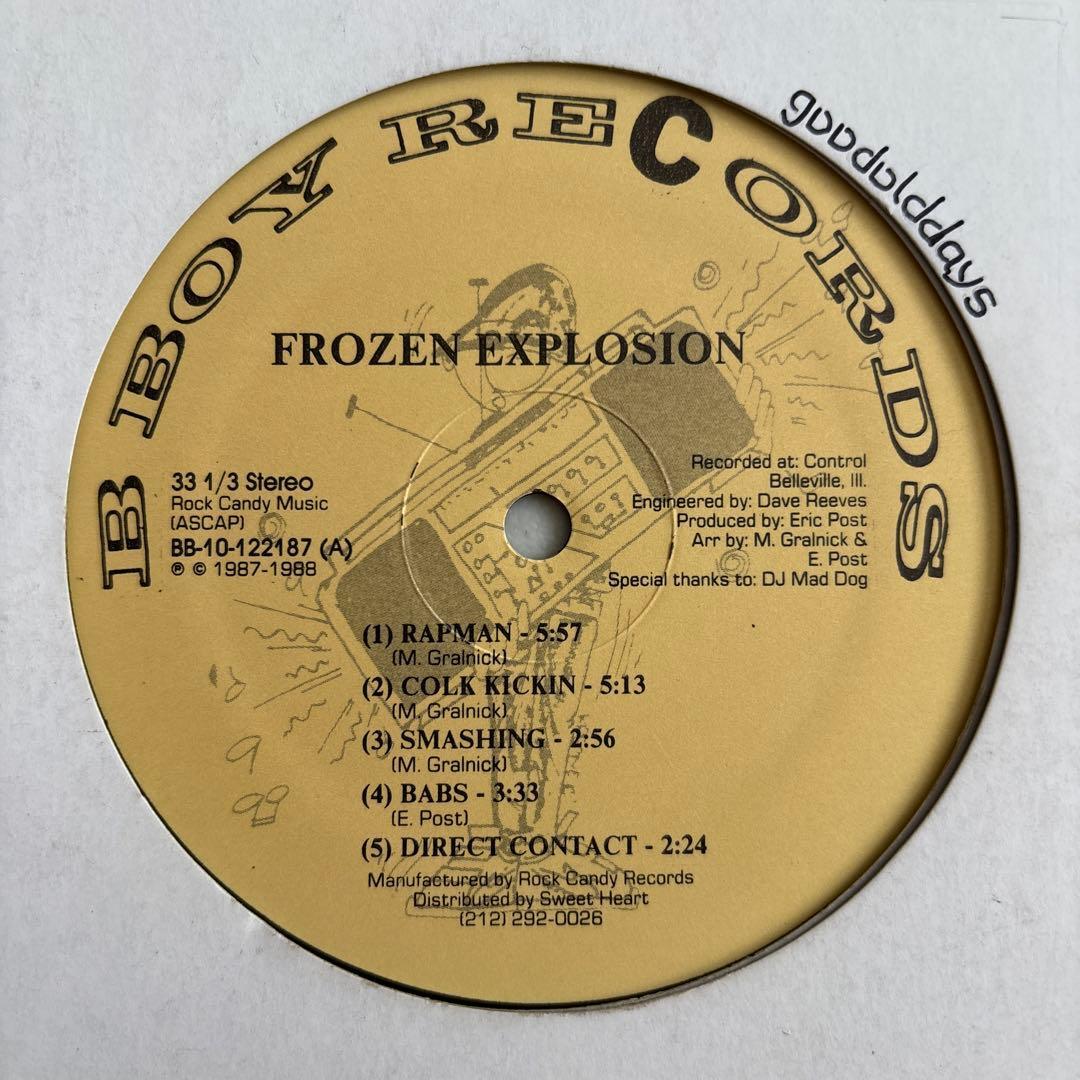 B BOY RECORDS
goodolddays
FROZEN EXPLOSION
33 1/3 Stereo
Rock Candy Music
(ASCAP)
BB-10-122187 (A)
℗ © 1987-1988
Recorded at: Control
Belleville, Ill.
Engineered by: Dave Reeves
Produced by: Eric Post
Arr by: M. Gralnick &
E. Post
Special thanks to: DJ Mad Dog
(1) RAPMAN - 5:57
(M. Gralnick)
(2) COLK KICKIN - 5:13
(M. Gralnick)
(3) SMASHING - 2:56
(M. Gralnick)
(4) BABS - 3:33
(E. Post)
(5) DIRECT CONTACT - 2:24
Manufactured by Rock Candy Records
Distributed by Sweet Heart
(212) 292-0026